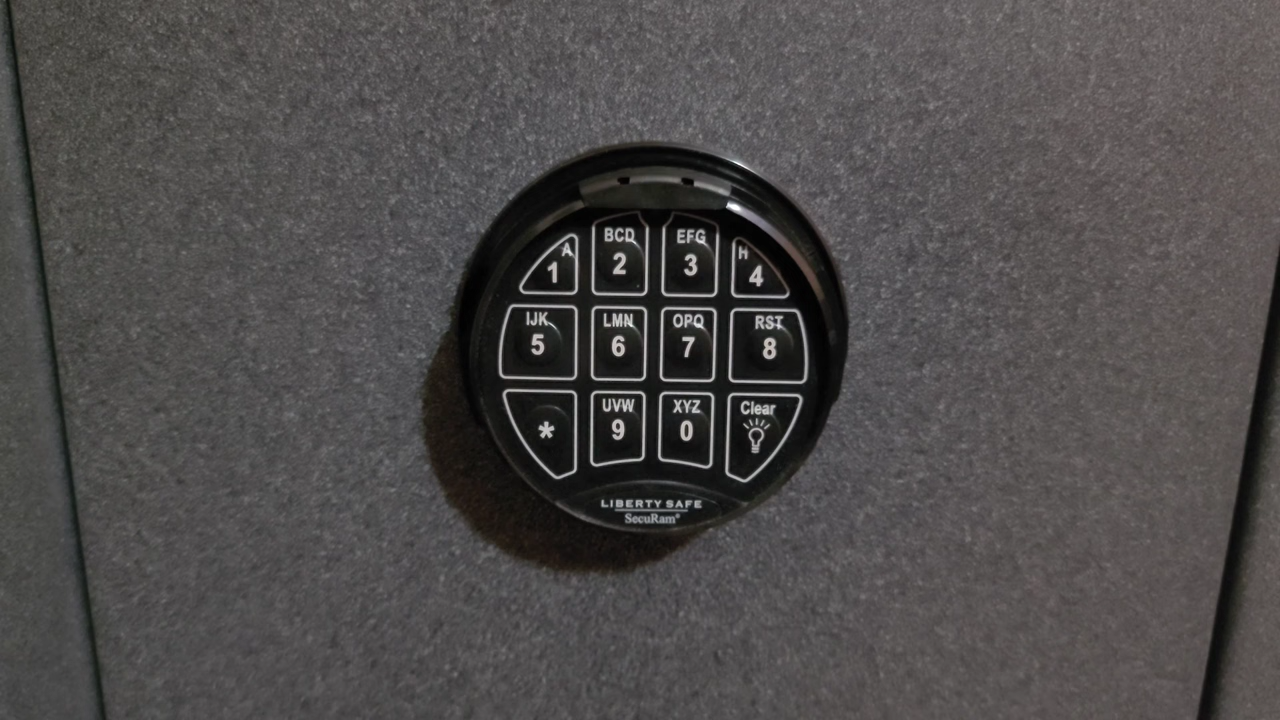 A BCD EFG H
1 2 3 4
IJK LMN OPQ RST
5 6 7 8
UVW XYZ Clear
* 9 0
LIBERTY SAFE
SecuRam®